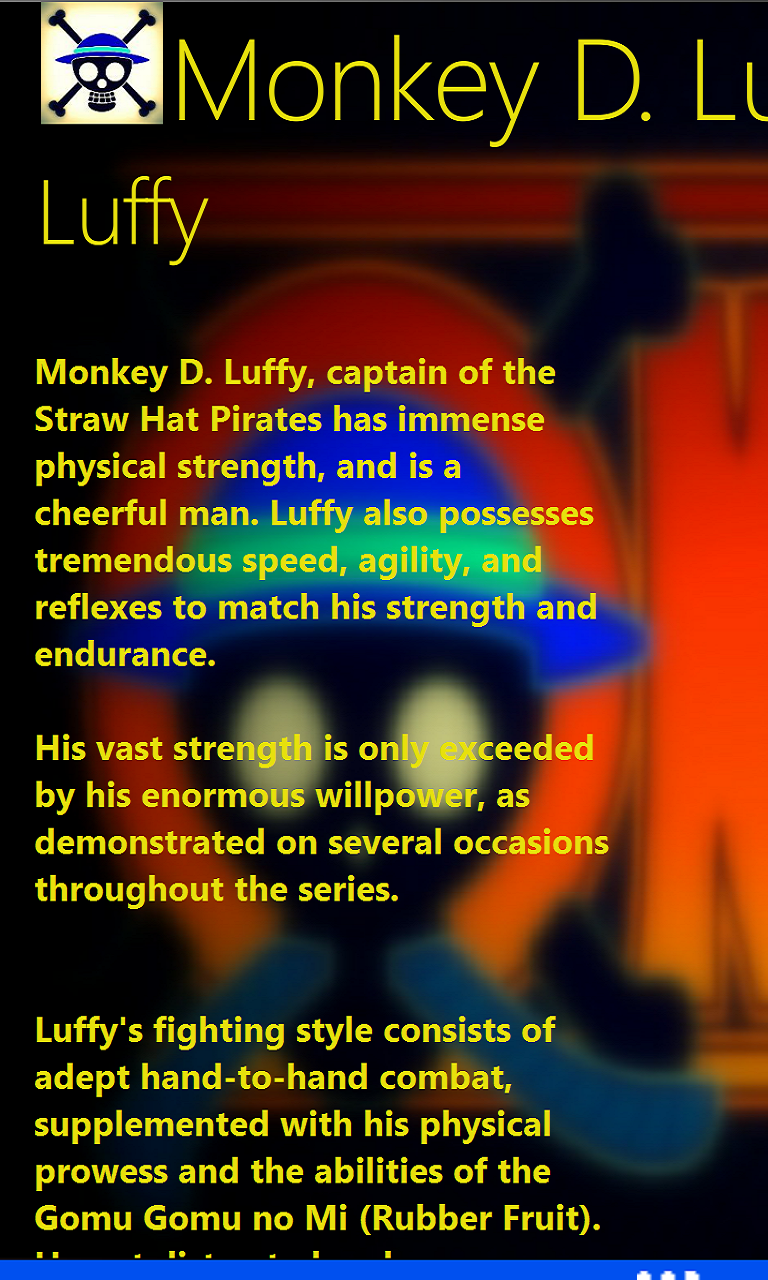 Monkey D. Lu
Luffy
Monkey D. Luffy, captain of the
Straw Hat Pirates has immense
physical strength, and is a
cheerful man. Luffy also possesses
tremendous speed, agility, and
reflexes to match his strength and
endurance.
His vast strength is only exceeded
by his enormous willpower, as
demonstrated on several occasions
throughout the series.
Luffy's fighting style consists of
adept hand-to-hand combat,
supplemented with his physical
prowess and the abilities of the
Gomu Gomu no Mi (Rubber Fruit).